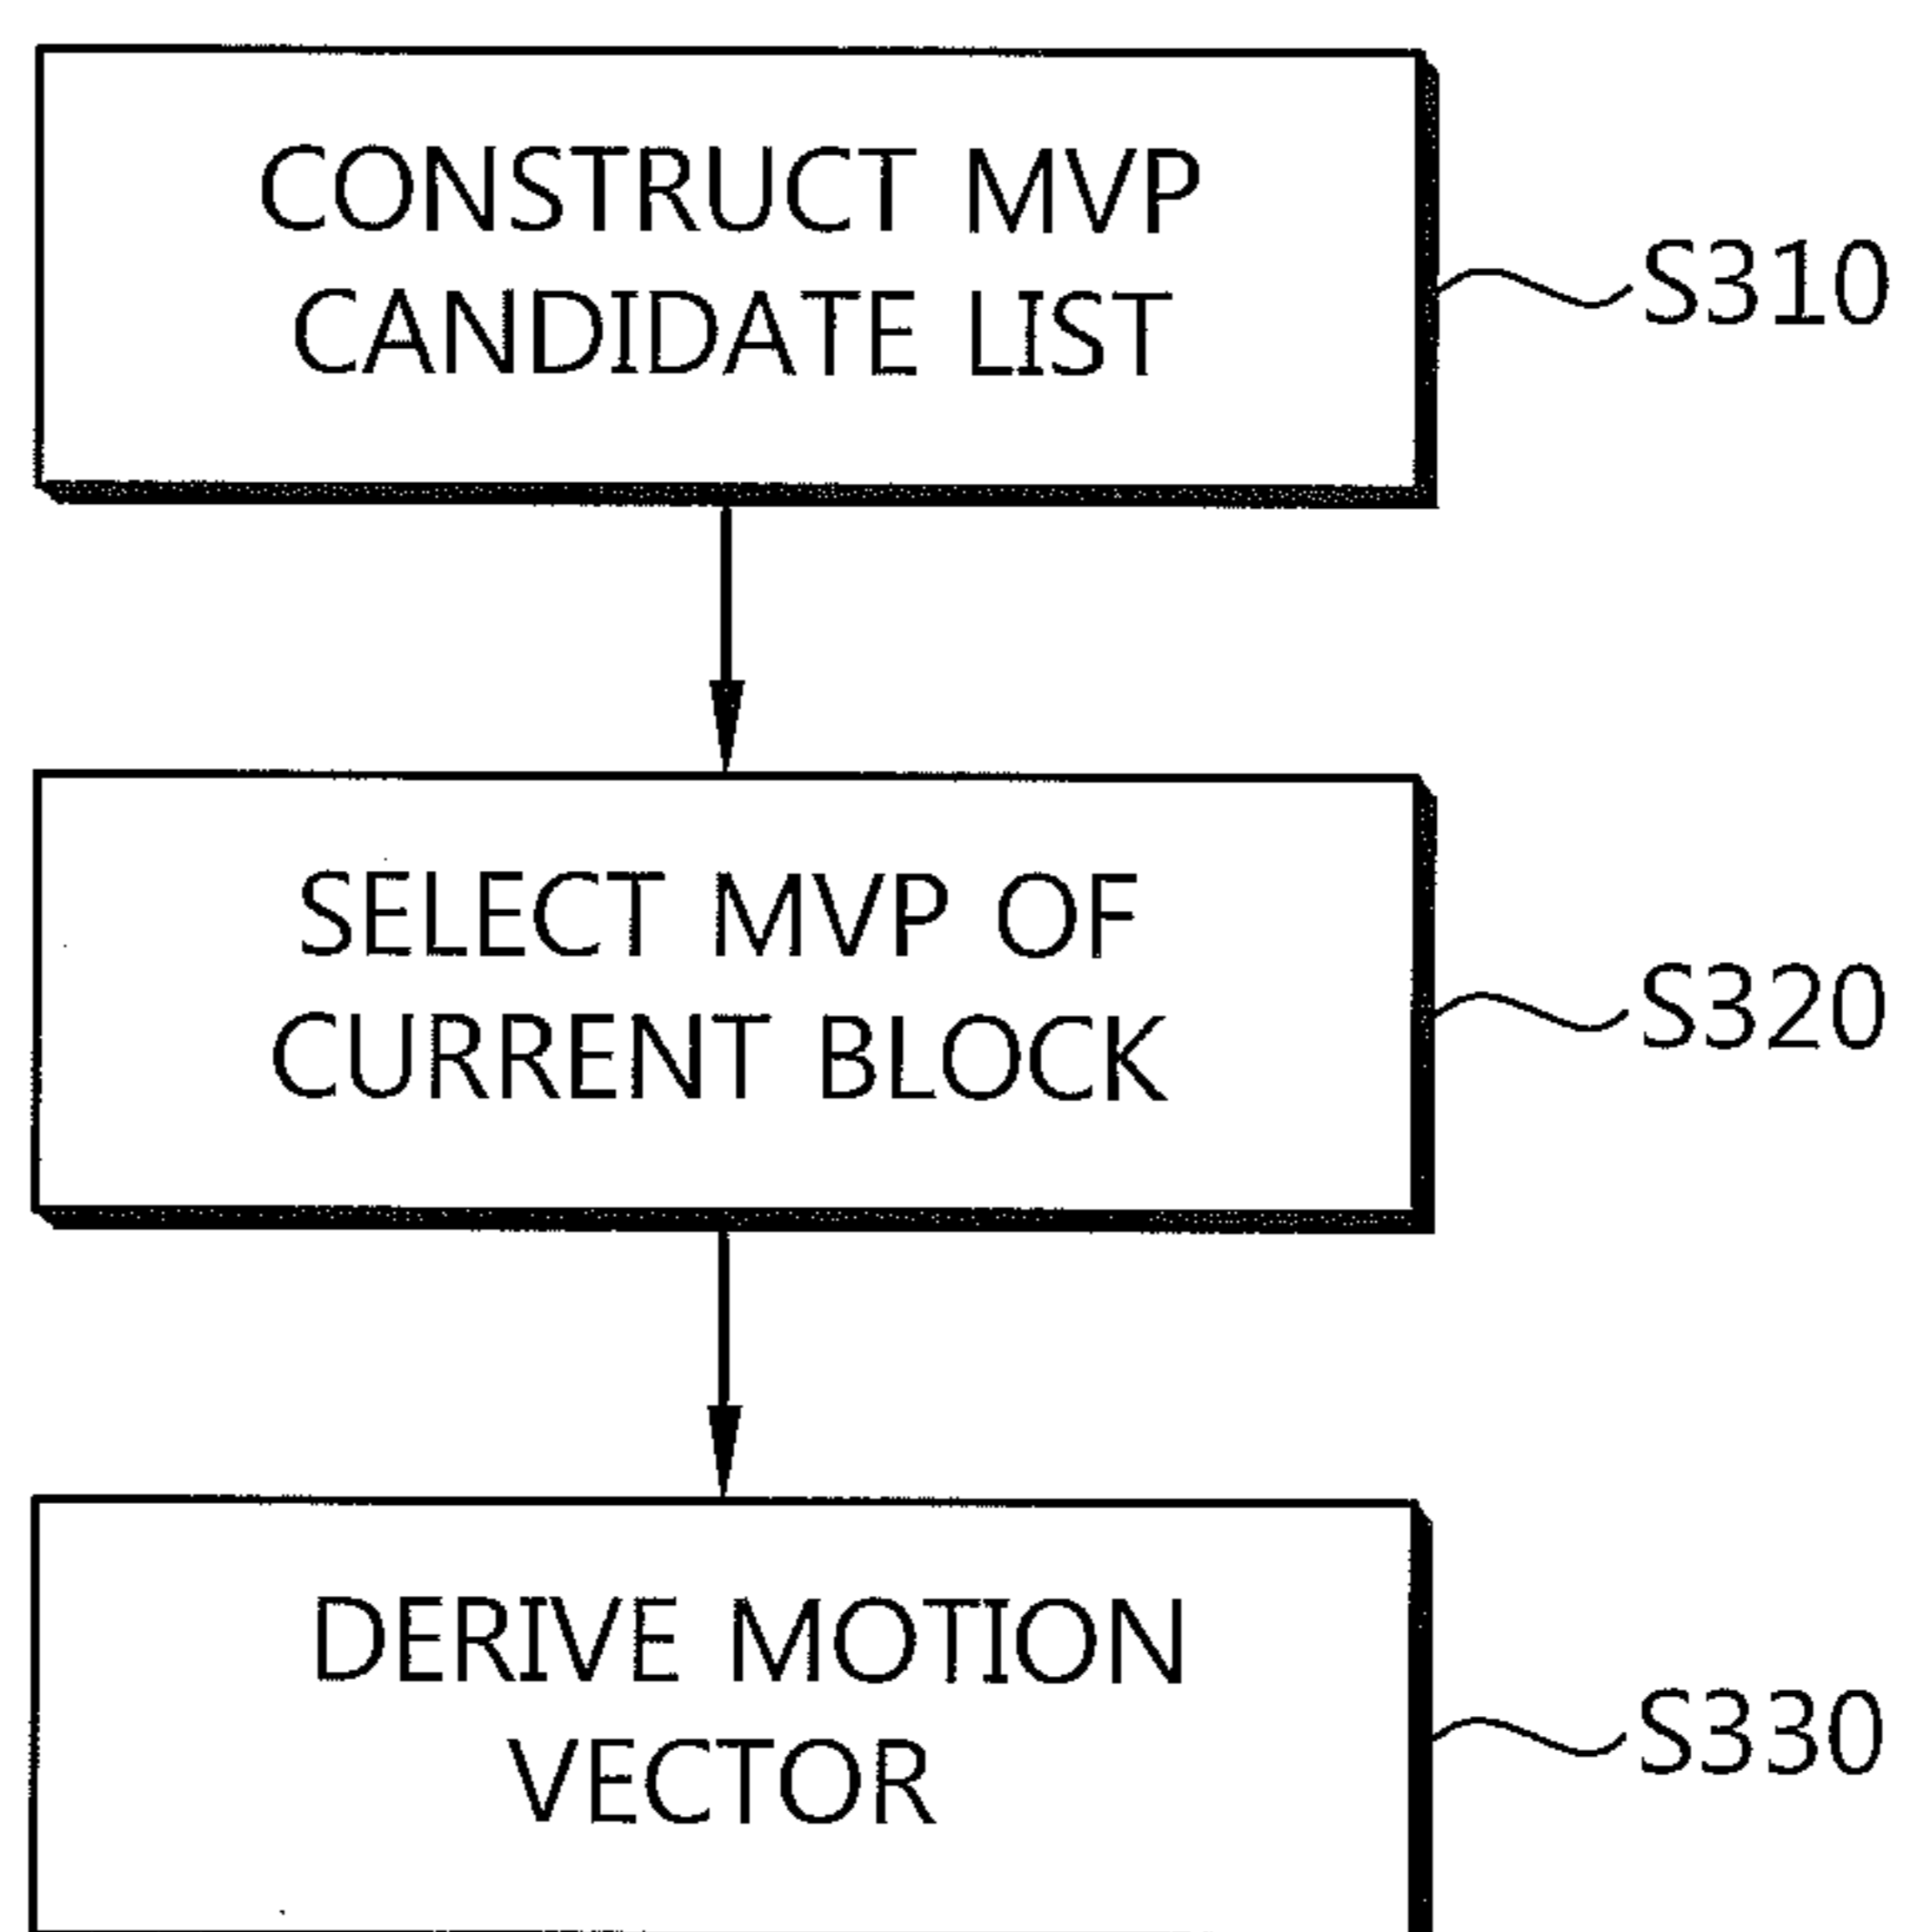 CONSTRUCT MVP
CANDIDATE LIST
S310
SELECT MVP OF
CURRENT BLOCK
S320
DERIVE MOTION
VECTOR
S330